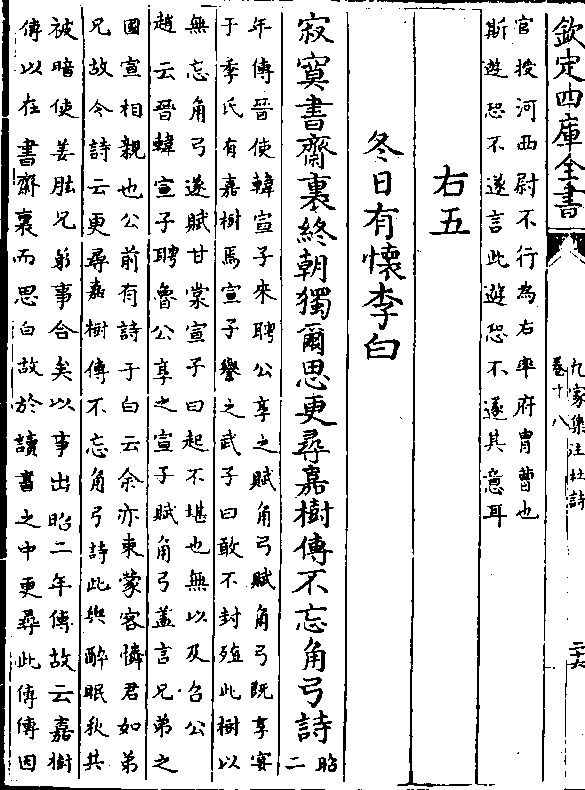 欽定四庫全書
九家集注杜詩
卷十八
三十六
官授河西尉不行為右率府胄曹也
斯遊恐不遂言此遊恐不遂其意耳
右五
冬日有懷李白
寂寞書齋裏終朝獨爾思更尋嘉樹傳不忘角弓詩昭二
年傳晉使韓宣子來聘公享之賦角弓既享宴
于季氏有嘉樹焉宣子譽之武子曰敢不封殖此樹以
無忘角弓遂賦甘棠宣子曰起不堪也無以及召公
趙云晉韓宣子聘魯公享之宣子賦角弓蓋言兄弟之
國宣相親也公前有詩于白云余亦東蒙客憐君如弟
兄故今詩云更尋嘉樹傳不忘角弓詩此與醉眠秋共
被暗使姜肱兄弟事合矣以事出昭二年傳故云嘉樹
傳以在書齋裏而思白故於讀書之中更尋此傳傳因